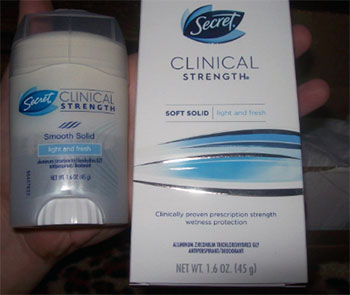 Secret
CLINICAL
STRENGTH
Smooth Solid
light and fresh
NET WT. 1.6 OZ. (45 g)
Secret
CLINICAL
STRENGTH®
SOFT SOLID light and fresh
Clinically proven prescription strength
wetness protection
ALUMINUM ZIRCONIUM TRICHLOROHYDREX GLY
ANTIPERSPIRANT/DEODORANT
NET WT. 1.6 OZ. (45g)